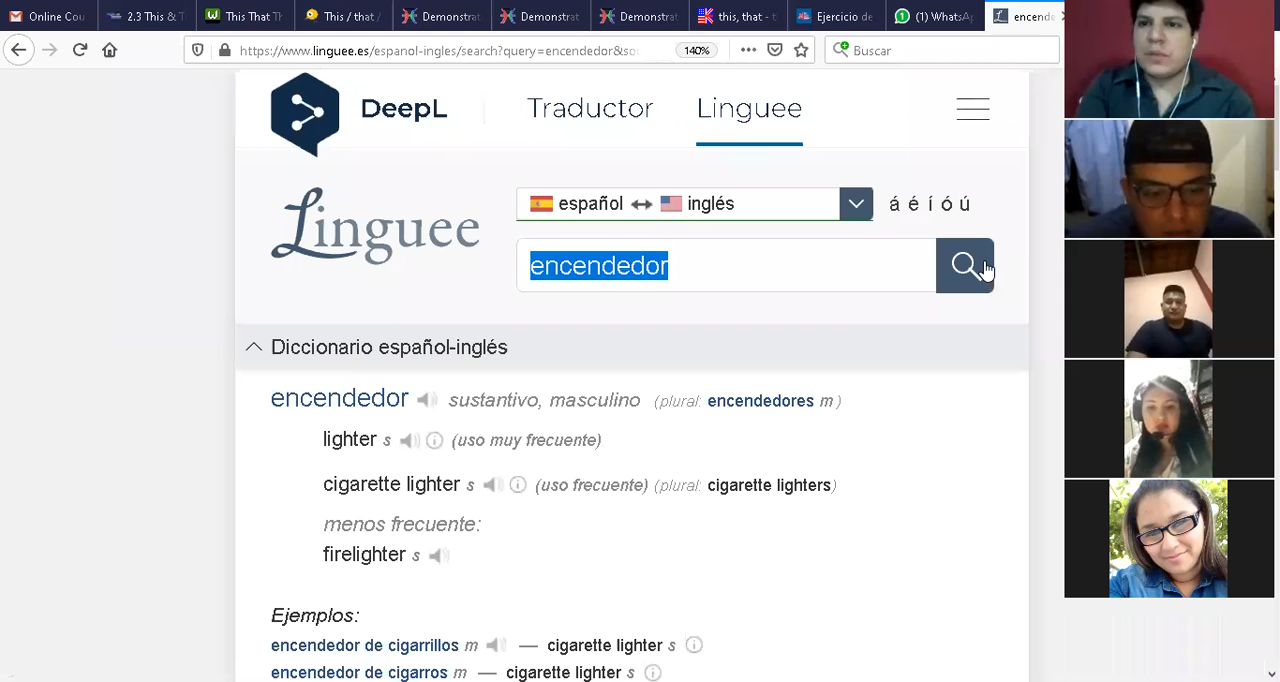 Online Cou
2.3 This & T
This That Th
This / that /
Demonstrat
Demonstrat
Demonstrat
this, that - t
Ejercicio de
(1) WhatsAp
encende
https://www.linguee.es/espanol-ingles/search?query=encendedor&so
140%
Buscar
DeepL
Traductor
Linguee
Linguee
español ↔ inglés
á é í ó ú
encendedor
Diccionario español-inglés
encendedor sustantivo, masculino (plural: encendedores m )
lighter s (uso muy frecuente)
cigarette lighter s (uso frecuente) (plural: cigarette lighters)
menos frecuente:
firelighter s
Ejemplos:
encendedor de cigarrillos m — cigarette lighter s
encendedor de cigarros m — cigarette lighter s